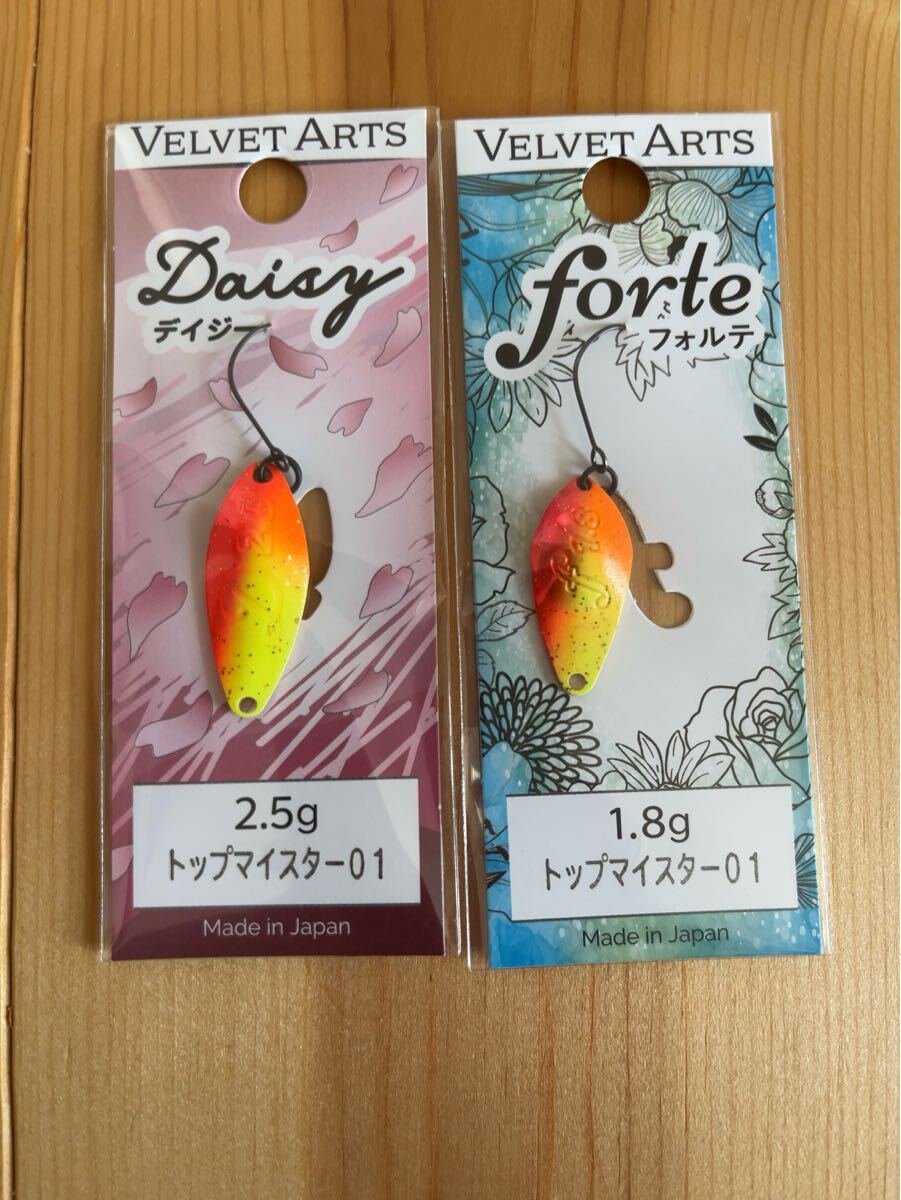 VELVET ARTS
Daisy
デイジー
2.5g
トップマイスター01
Made in Japan
VELVET ARTS
forte
フォルテ
1.8g
トップマイスター01
Made in Japan